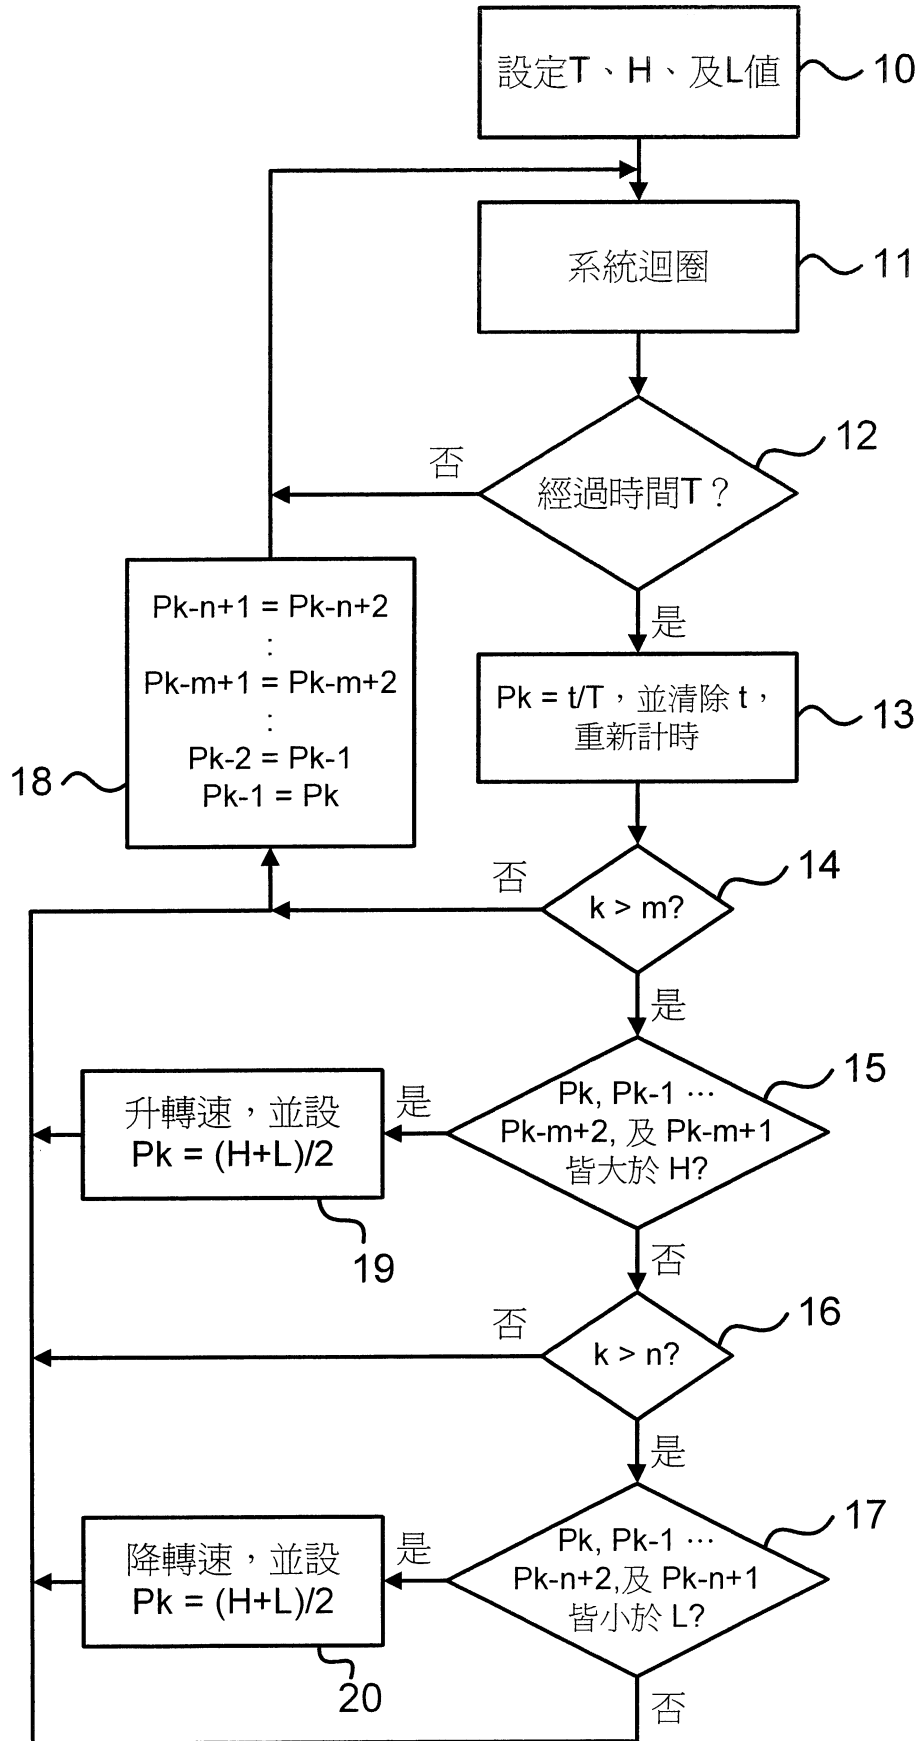 設定T、H、及L值
10
系統迴圈
11
12
否
經過時間T？
是
Pk-n+1 = Pk-n+2
:
Pk-m+1 = Pk-m+2
:
Pk-2 = Pk-1
Pk-1 = Pk
18
Pk = t/T，並清除 t，
重新計時
13
14
否
k > m?
是
15
Pk, Pk-1 ⋯
Pk-m+2, 及 Pk-m+1
皆大於 H?
是
升轉速，並設
Pk = (H+L)/2
19
否
16
否
k > n?
是
17
Pk, Pk-1 ⋯
Pk-n+2,及 Pk-n+1
皆小於 L?
是
降轉速，並設
Pk = (H+L)/2
20
否